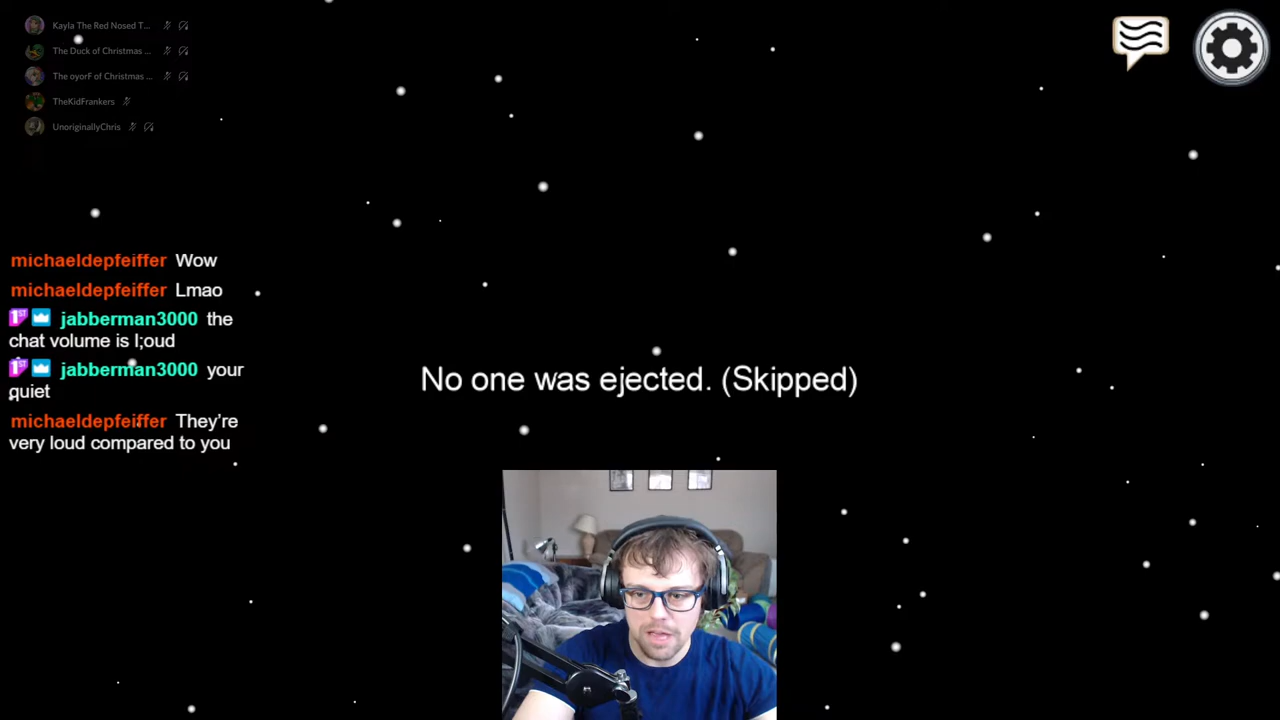 Kayla The Red Nosed T...
The Duck of Christmas ...
The oyorF of Christmas ...
TheKidFrankers
UnoriginallyChris
michaeldepfeiffer Wow
michaeldepfeiffer Lmao
1ST jabberman3000 the
chat volume is l;oud
1ST jabberman3000 your
quiet
michaeldepfeiffer They're
very loud compared to you
No one was ejected. (Skipped)